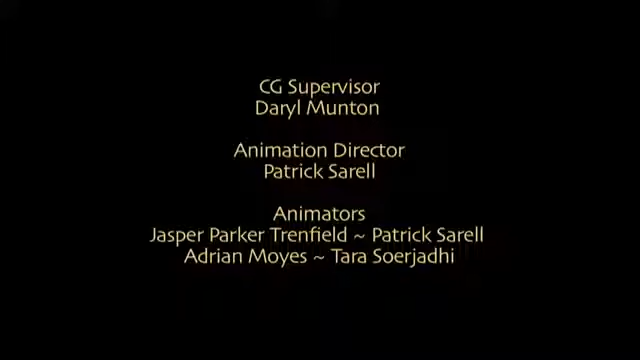 CG Supervisor
Daryl Munton
Animation Director
Patrick Sarell
Animators
Jasper Parker Trenfield ~ Patrick Sarell
Adrian Moyes ~ Tara Soerjadhi